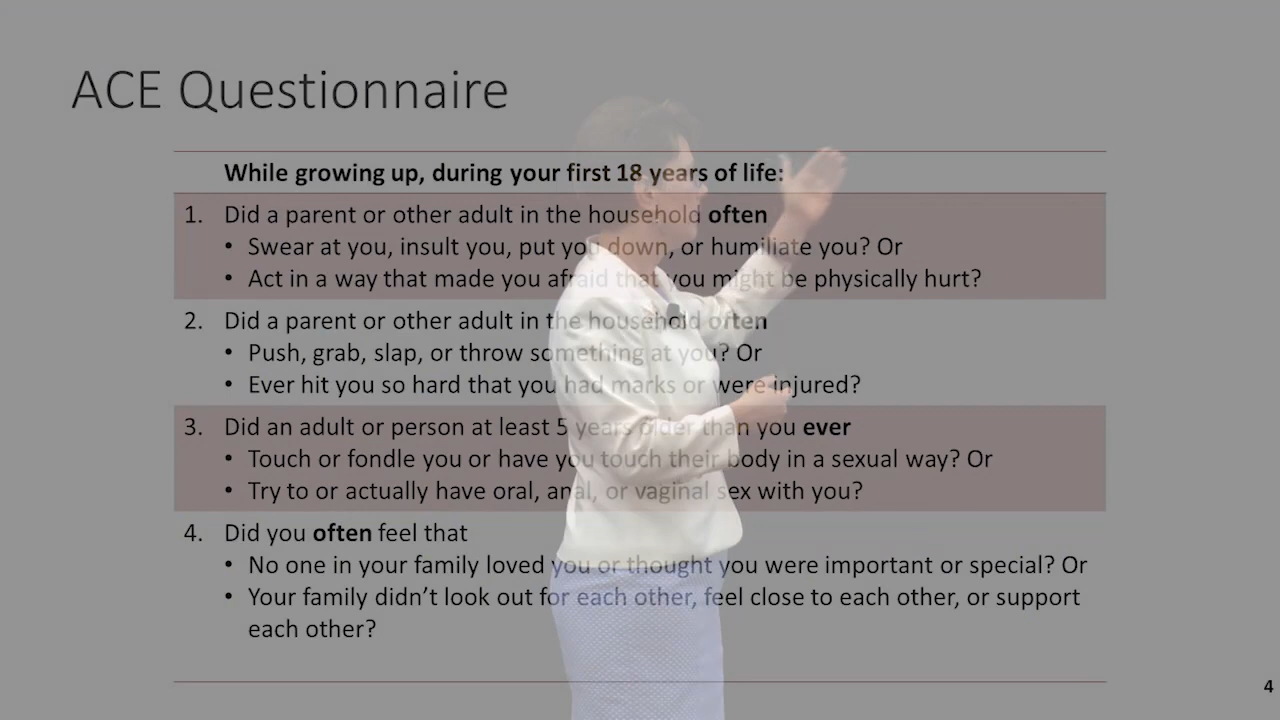 ACE Questionnaire
While growing up, during your first 18 years of life:
1. Did a parent or other adult in the household often
• Swear at you, insult you, put you down, or humiliate you? Or
• Act in a way that made you afraid that you might be physically hurt?
2. Did a parent or other adult in the household often
• Push, grab, slap, or throw something at you? Or
• Ever hit you so hard that you had marks or were injured?
3. Did an adult or person at least 5 years older than you ever
• Touch or fondle you or have you touch their body in a sexual way? Or
• Try to or actually have oral, anal, or vaginal sex with you?
4. Did you often feel that
• No one in your family loved you or thought you were important or special? Or
• Your family didn’t look out for each other, feel close to each other, or support
each other?
4